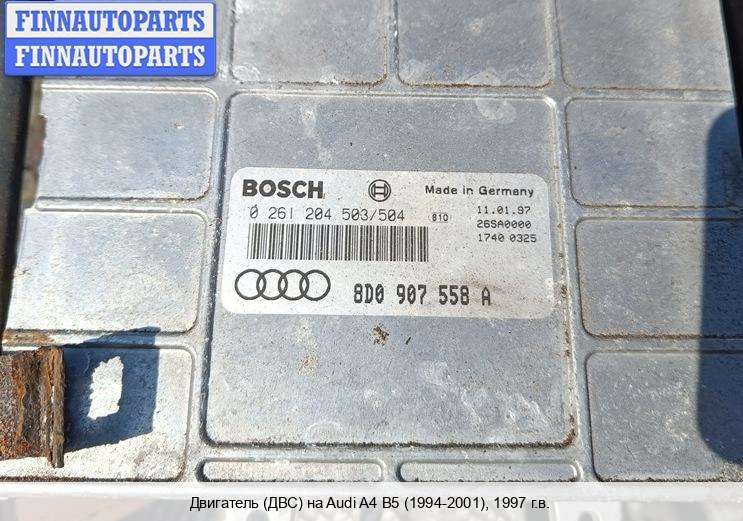 FINNAUTOPARTS
FINNAUTOPARTS
BOSCH Made in Germany
0 261 204 503/504 810 11.01.97
26SA0000
1740 0325
8D0 907 558 A
Двигатель (ДВС) на Audi A4 B5 (1994-2001), 1997 г.в.